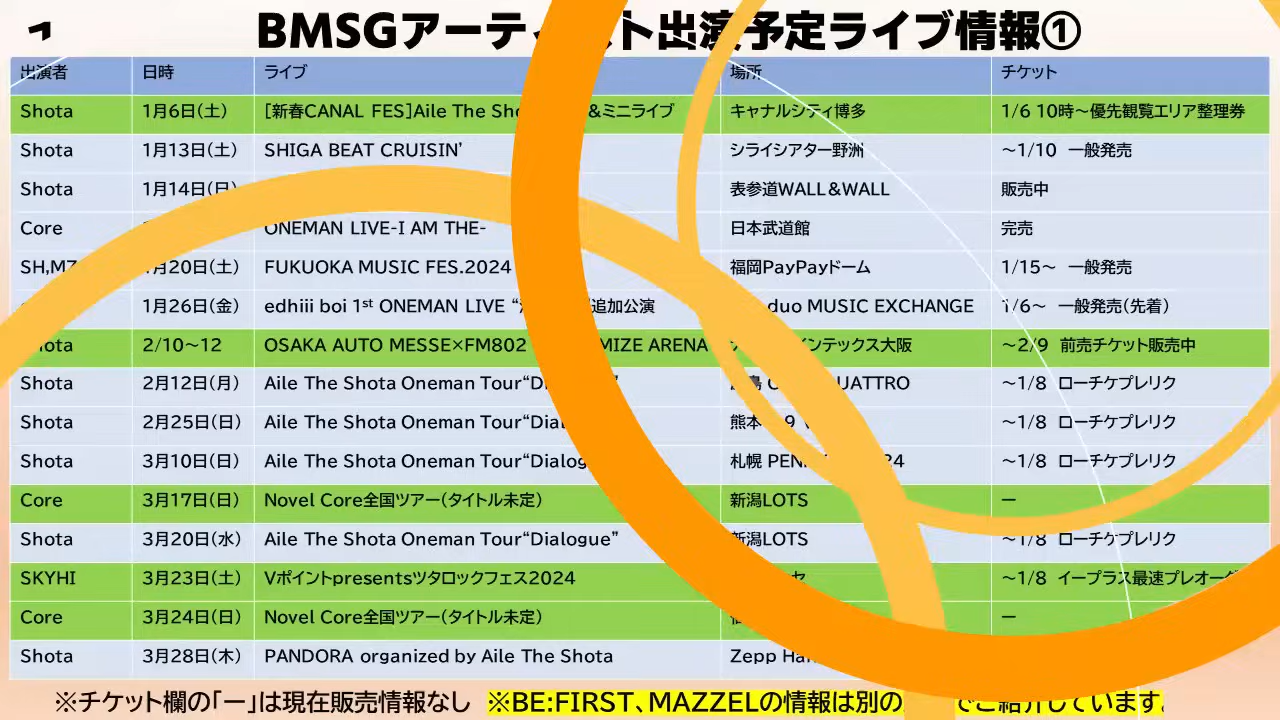 1
BMSGアーティスト出演予定ライブ情報①
出演者 日時 ライブ 場所 チケット
Shota 1月6日(土) [新春CANAL FES]Aile The &ミニライブ キャナルシティ博多 1/6 10時～優先観覧エリア整理券
Shota 1月13日(土) SHIGA BEAT CRUISIN' シライシアター野洲 ～1/10 一般発売
Shota 1月14日(日) 表参道WALL&WALL 販売中
Core ONEMAN LIVE-I AM THE- 日本武道館 完売
SH,MZ 1月20日(土) FUKUOKA MUSIC FES.2024 福岡PayPayドーム 1/15～ 一般発売
1月26日(金) edhiii boi 1st ONEMAN LIVE 追加公演 duo MUSIC EXCHANGE 1/6～ 一般発売(先着)
Shota 2/10～12 OSAKA AUTO MESSE×FM802 ARENA インテックス大阪 ～2/9 前売チケット販売中
Shota 2月12日(月) Aile The Shota Oneman Tour ～1/8 ローチケプレリク
Shota 2月25日(日) Aile The Shota Oneman Tour 熊本 ～1/8 ローチケプレリク
Shota 3月10日(日) Aile The Shota Oneman Tour 札幌 ～1/8 ローチケプレリク
Core 3月17日(日) Novel Core全国ツアー(タイトル未定) 新潟LOTS ー
Shota 3月20日(水) Aile The Shota Oneman Tour“Dialogue” 新潟LOTS ～1/8 ローチケプレリク
SKYHI 3月23日(土) Vポイントpresentsツタロックフェス2024 ～1/8 イープラス最速プレオーダー
Core 3月24日(日) Novel Core全国ツアー(タイトル未定) ー
Shota 3月28日(木) PANDORA organized by Aile The Shota Zepp
※チケット欄の「ー」は現在販売情報なし ※BE:FIRST、MAZZELの情報は別の でご紹介しています。